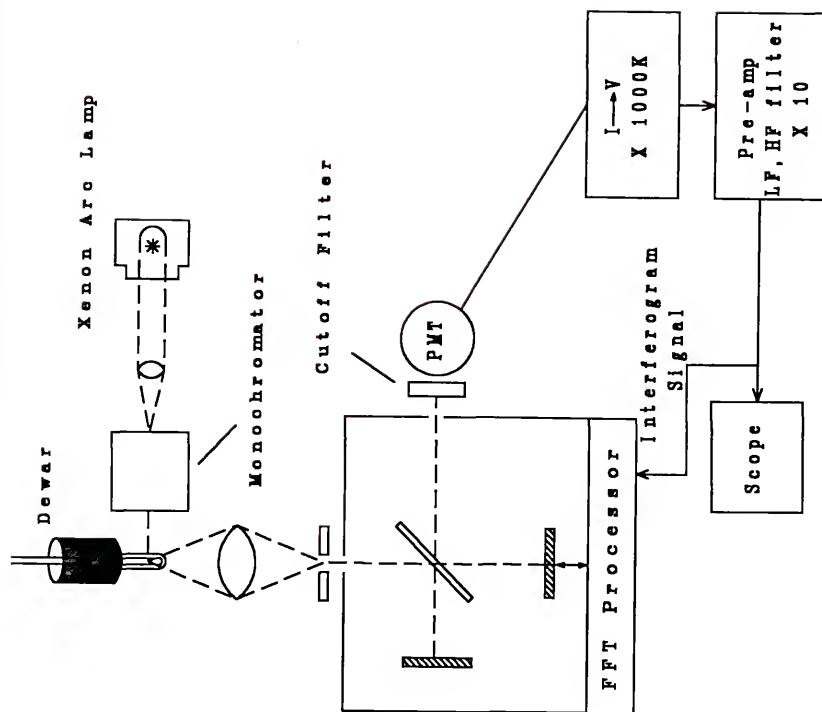 Xenon Arc Lamp
Dewar
Monochromator
Cutoff Filter
PMT
I→V
X 1000K
Pre-amp
LF, HF filter
X 10
Interferogram
Signal
Scope
FFT Processor